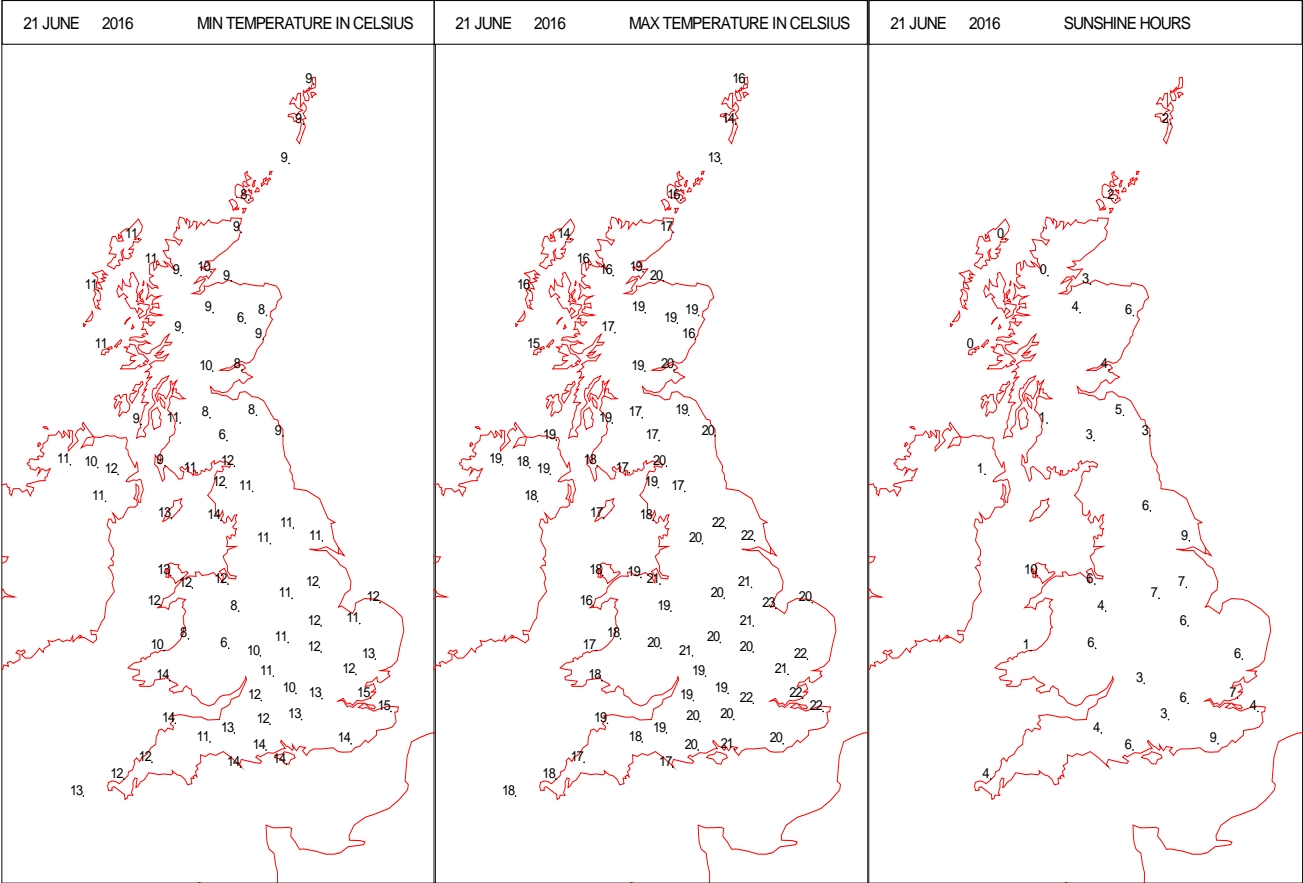 21 JUNE 2016 MIN TEMPERATURE IN CELSIUS
9.
9.
9.
8.
9.
11.
11. 9. 10. 9.
11.
9. 6. 8.
9. 9.
11.
10. 8.
9. 11. 8. 8.
6. 9.
11. 10. 12. 9. 11. 12.
11. 12. 11.
13. 14. 11. 11.
11.
13. 12. 12. 12.
12. 8. 11. 12.
12. 11.
10. 8. 6. 11. 12.
10. 13.
14. 11. 12.
12. 10. 13. 15.
15.
14. 13. 12. 13.
11. 14. 14.
12. 14. 14.
12.
13.
21 JUNE 2016 MAX TEMPERATURE IN CELSIUS
16.
14.
13.
16.
17.
14.
16. 16. 19. 20.
16.
19. 19. 19.
17. 16.
15.
19. 20.
19. 17. 19.
19. 17. 20.
19. 18. 19. 18. 17. 20.
18. 19. 17.
17. 18. 22. 22.
20.
18. 19. 21. 21.
16. 19. 20. 23. 20.
21.
17. 18. 20. 20. 20.
21. 22.
18. 19. 21.
19. 19. 22. 22.
22.
19. 19. 20. 20.
18. 20. 21. 20.
17. 17.
18.
18.
21 JUNE 2016 SUNSHINE HOURS
2.
2.
0.
0. 3.
4. 6.
0.
4.
1. 5.
3. 3.
1.
6.
9.
10. 6. 7. 7.
4. 6.
1. 6. 6.
3.
6. 7.
4.
4. 3.
6. 9.
4.